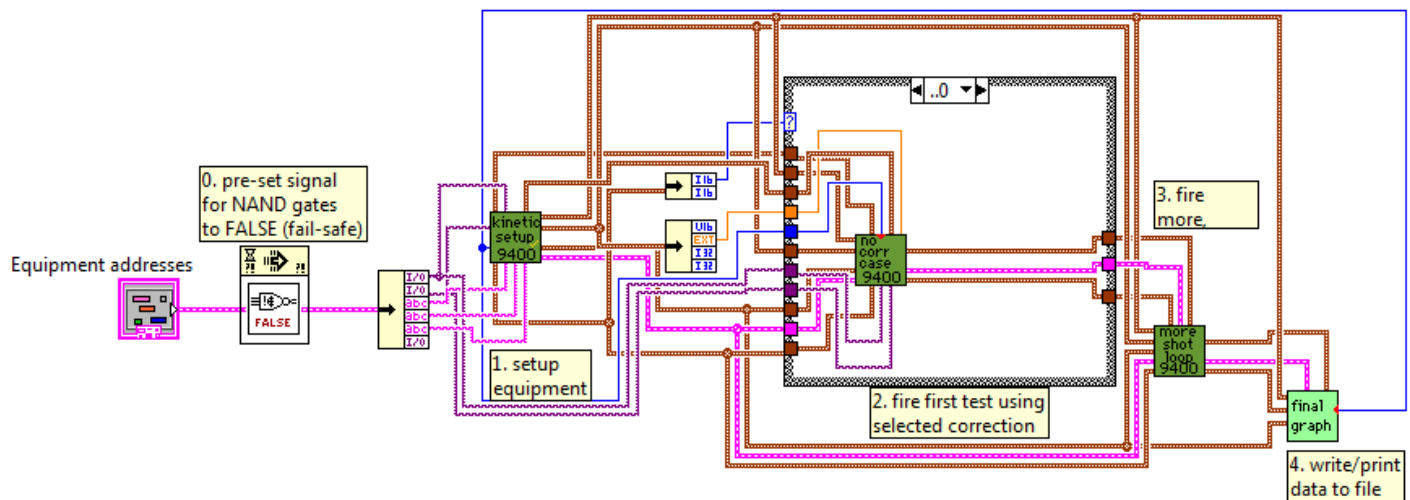 0. pre-set signal
for NAND gates
to FALSE (fail-safe)
Equipment addresses
?!
?!
FALSE
I/O
I/O
abc
abc
abc
I/O
kinetic
setup
9400
1. setup
equipment
I16
I16
U16
EXT
I32
I32
..0
?
no
corr
case
9400
2. fire first test using
selected correction
3. fire
more,
more
shot
loop
9400
final
graph
4. write/print
data to file